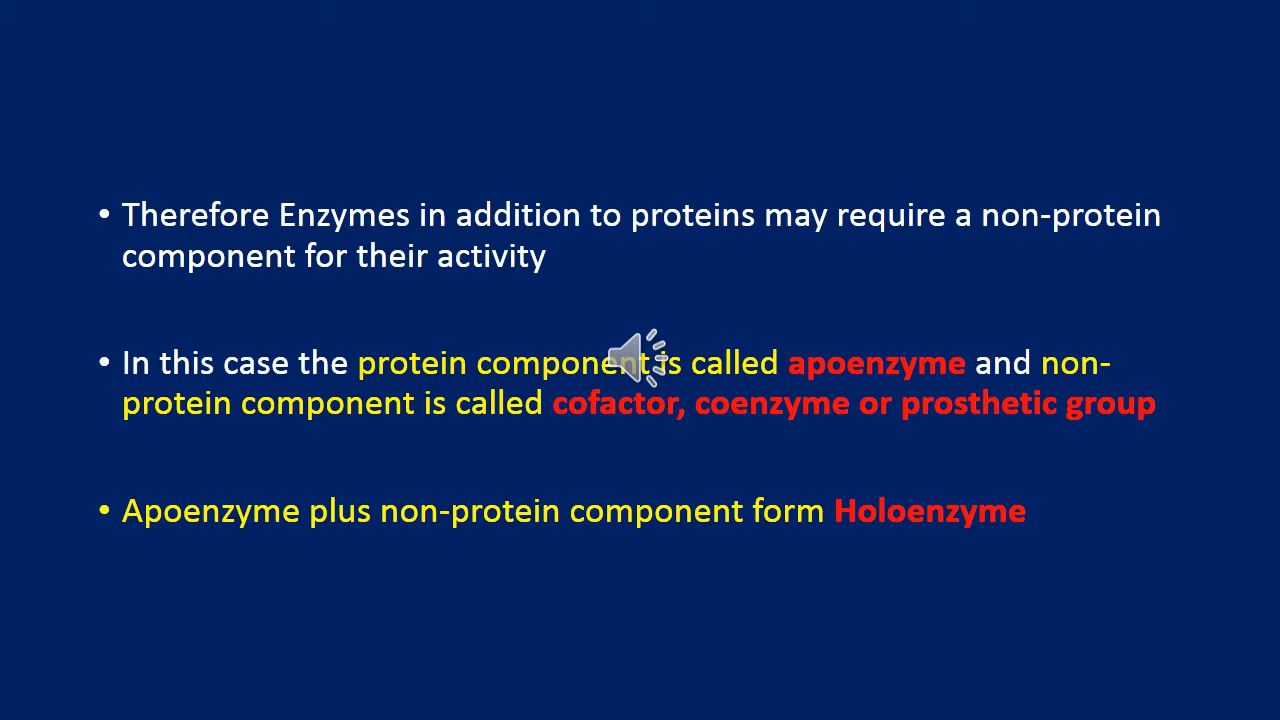 • Therefore Enzymes in addition to proteins may require a non-protein
component for their activity
• In this case the protein component is called apoenzyme and non-
protein component is called cofactor, coenzyme or prosthetic group
• Apoenzyme plus non-protein component form Holoenzyme